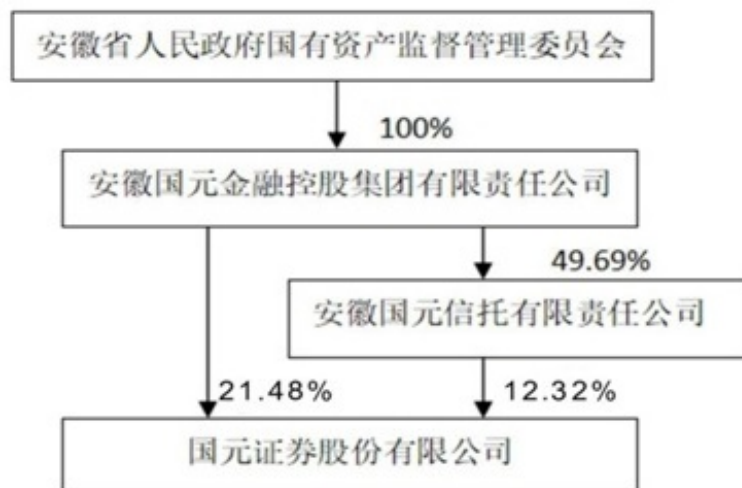 安徽省人民政府国有资产监督管理委员会
100%
安徽国元金融控股集团有限责任公司
49.69%
安徽国元信托有限责任公司
21.48%
12.32%
国元证券股份有限公司